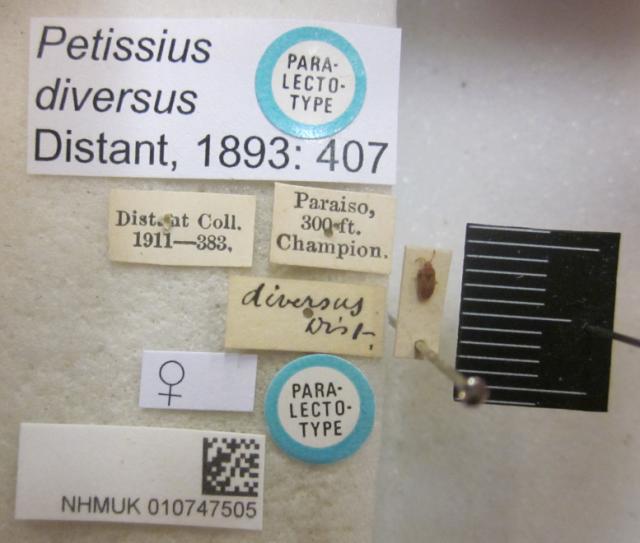 Petissius
diversus
Distant, 1893: 407
PARA-
LECTO-
TYPE
Distant Coll.
1911—383.
Paraiso,
300 ft.
Champion.
diversus
Dist.
♀
PARA-
LECTO-
TYPE
NHMUK 010747505